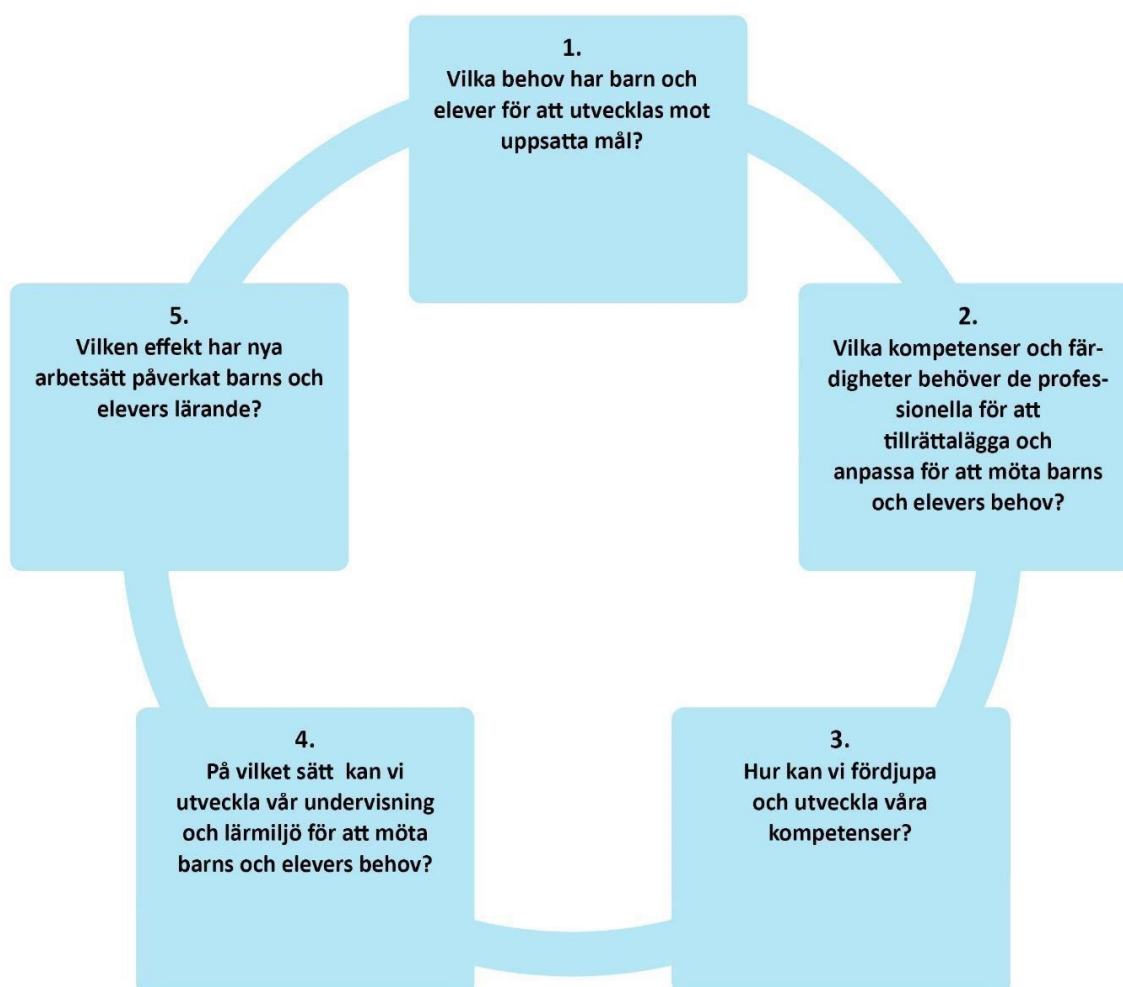 1.
Vilka behov har barn och
elever för att utvecklas mot
uppsatta mål?
2.
Vilka kompetenser och fär-
digheter behöver de profes-
sionella för att
tillrättalägga och
anpassa för att möta barns
och elevers behov?
3.
Hur kan vi fördjupa
och utveckla våra
kompetenser?
4.
På vilket sätt kan vi
utveckla vår undervisning
och lärmiljö för att möta
barns och elevers behov?
5.
Vilken effekt har nya
arbetsätt påverkat barns och
elevers lärande?